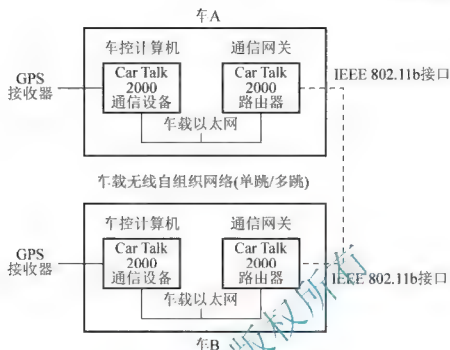 车A
车控计算机
通信网关
GPS
接收器
Car Talk
2000
通信设备
Car Talk
2000
路由器
IEEE 802.11b接口
车载以太网
车载无线自组织网络(单跳/多跳)
车控计算机
通信网关
GPS
接收器
Car Talk
2000
通信设备
Car Talk
2000
路由器
IEEE 802.11b接口
车载以太网
车B
版权所有